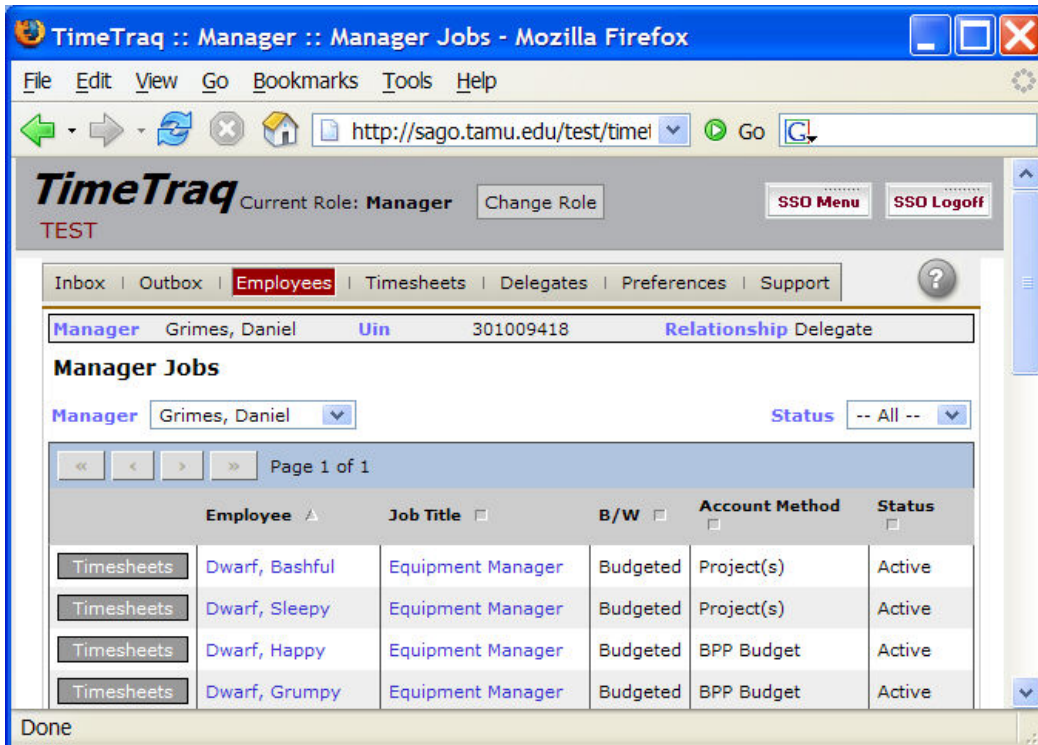 TimeTraq :: Manager :: Manager Jobs - Mozilla Firefox
File Edit View Go Bookmarks Tools Help
http://sago.tamu.edu/test/timet Go G
TimeTraq Current Role: Manager Change Role SSO Menu SSO Logoff
TEST
Inbox | Outbox | Employees | Timesheets | Delegates | Preferences | Support ?
Manager Grimes, Daniel Uin 301009418 Relationship Delegate
Manager Jobs
Manager Grimes, Daniel Status -- All --
« ‹ › » Page 1 of 1
Employee Job Title B/W Account Method Status
Timesheets Dwarf, Bashful Equipment Manager Budgeted Project(s) Active
Timesheets Dwarf, Sleepy Equipment Manager Budgeted Project(s) Active
Timesheets Dwarf, Happy Equipment Manager Budgeted BPP Budget Active
Timesheets Dwarf, Grumpy Equipment Manager Budgeted BPP Budget Active
Done